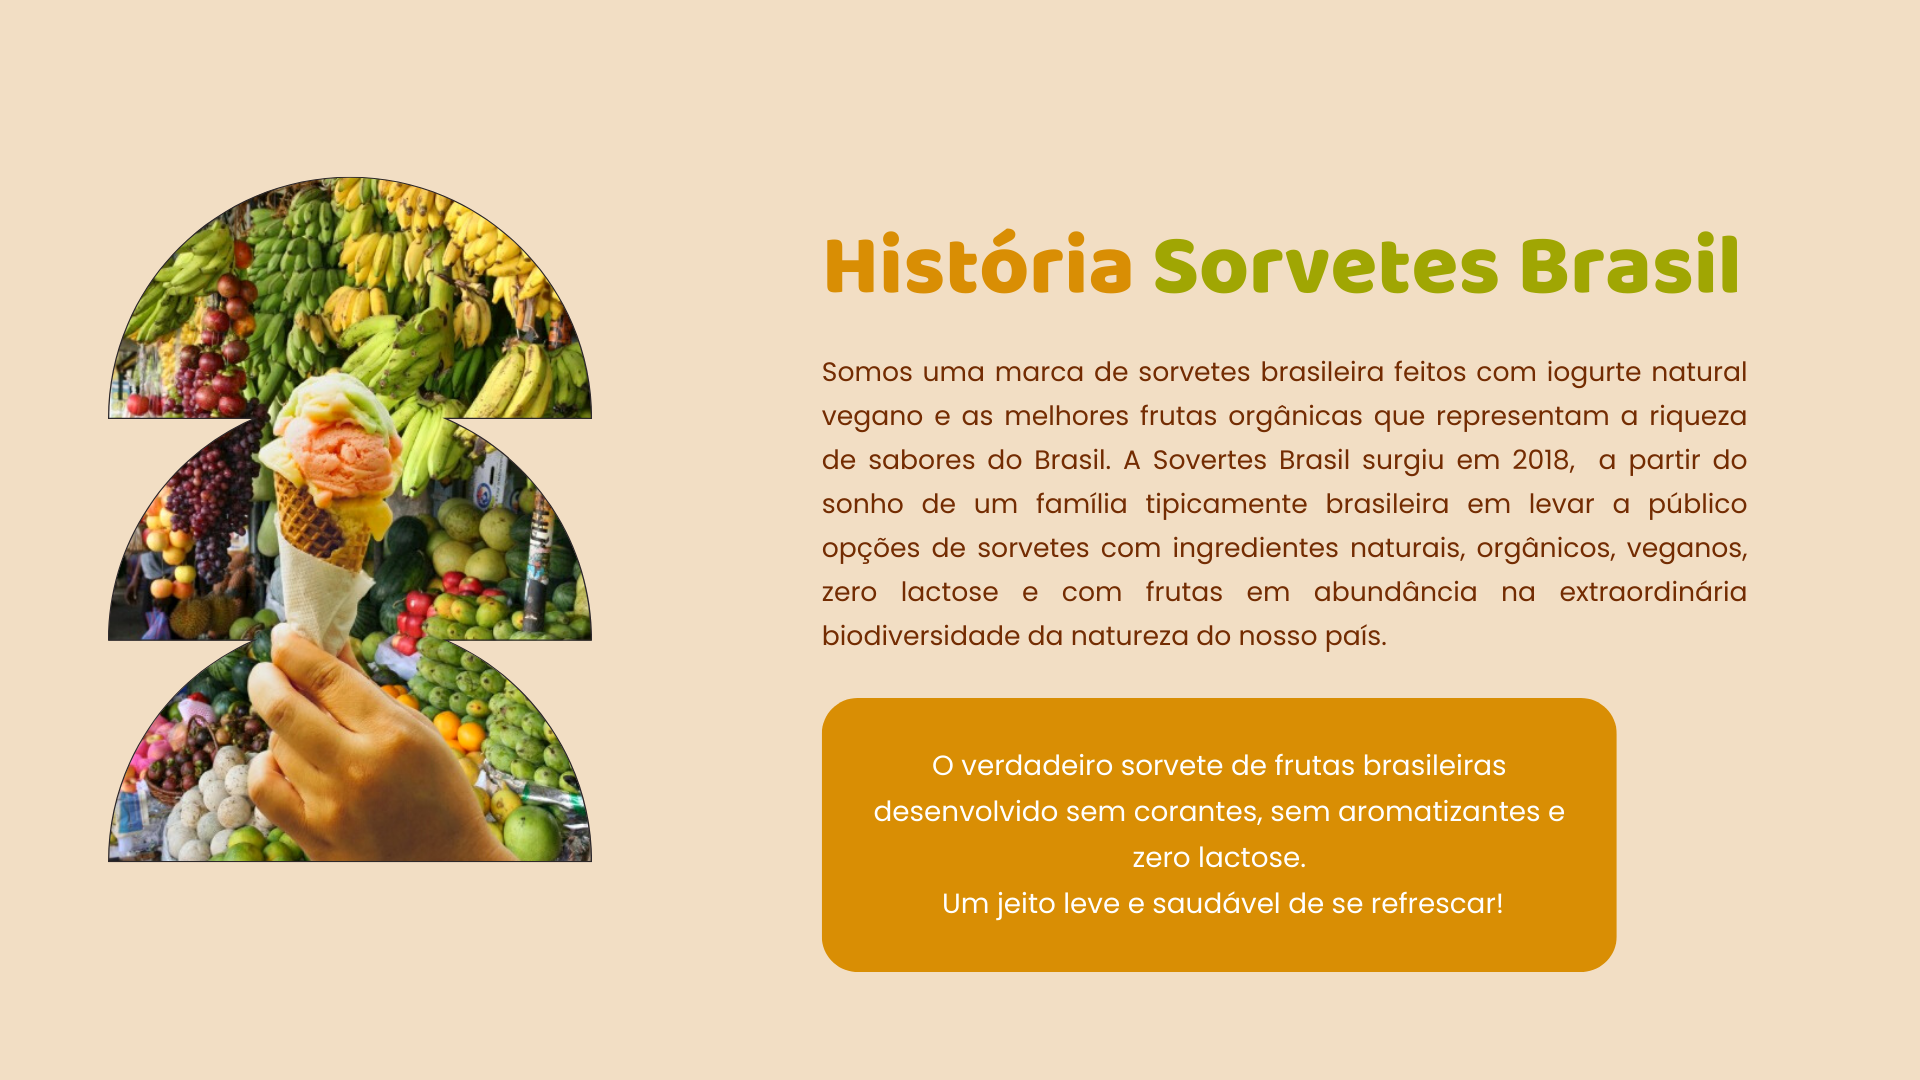 História Sorvetes Brasil
Somos uma marca de sorvetes brasileira feitos com iogurte natural
vegano e as melhores frutas orgânicas que representam a riqueza
de sabores do Brasil. A Sovertes Brasil surgiu em 2018,  a partir do
sonho de um família tipicamente brasileira em levar a público
opções de sorvetes com ingredientes naturais, orgânicos, veganos,
zero lactose e com frutas em abundância na extraordinária
biodiversidade da natureza do nosso país.
O verdadeiro sorvete de frutas brasileiras
desenvolvido sem corantes, sem aromatizantes e
zero lactose.
Um jeito leve e saudável de se refrescar!